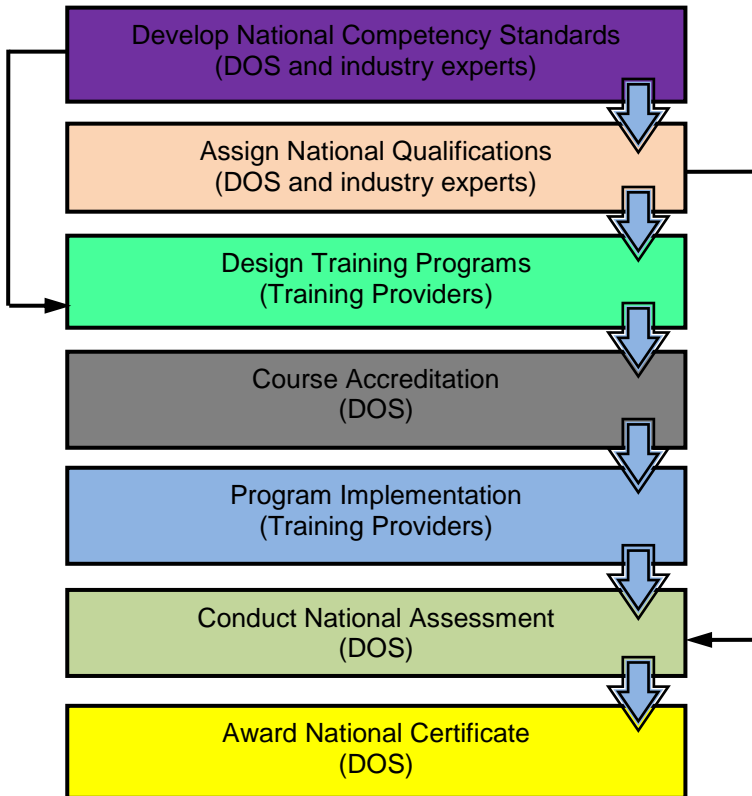 Develop National Competency Standards
(DOS and industry experts)
Assign National Qualifications
(DOS and industry experts)
Design Training Programs
(Training Providers)
Course Accreditation
(DOS)
Program Implementation
(Training Providers)
Conduct National Assessment
(DOS)
Award National Certificate
(DOS)